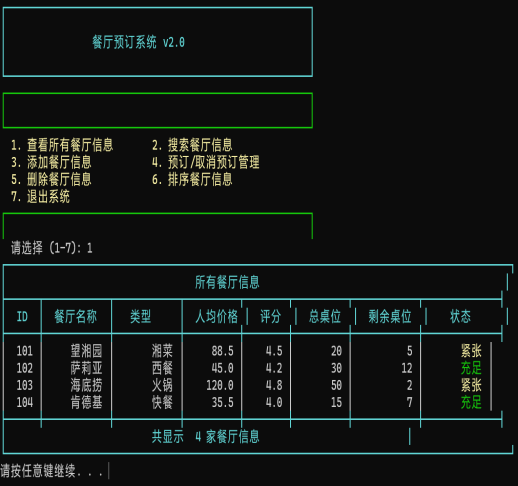 餐厅预订系统 v2.0
1. 查看所有餐厅信息 2. 搜索餐厅信息
3. 添加餐厅信息 4. 预订/取消预订管理
5. 删除餐厅信息 6. 排序餐厅信息
7. 退出系统
请选择 (1-7): 1
所有餐厅信息
ID 餐厅名称 类型 人均价格 评分 总桌位 剩余桌位 状态
101 望湘园 湘菜 88.5 4.5 20 5 紧张
102 萨莉亚 西餐 45.0 4.2 30 12 充足
103 海底捞 火锅 120.0 4.8 50 2 紧张
104 肯德基 快餐 35.5 4.0 15 7 充足
共显示 4 家餐厅信息
请按任意键继续. . .